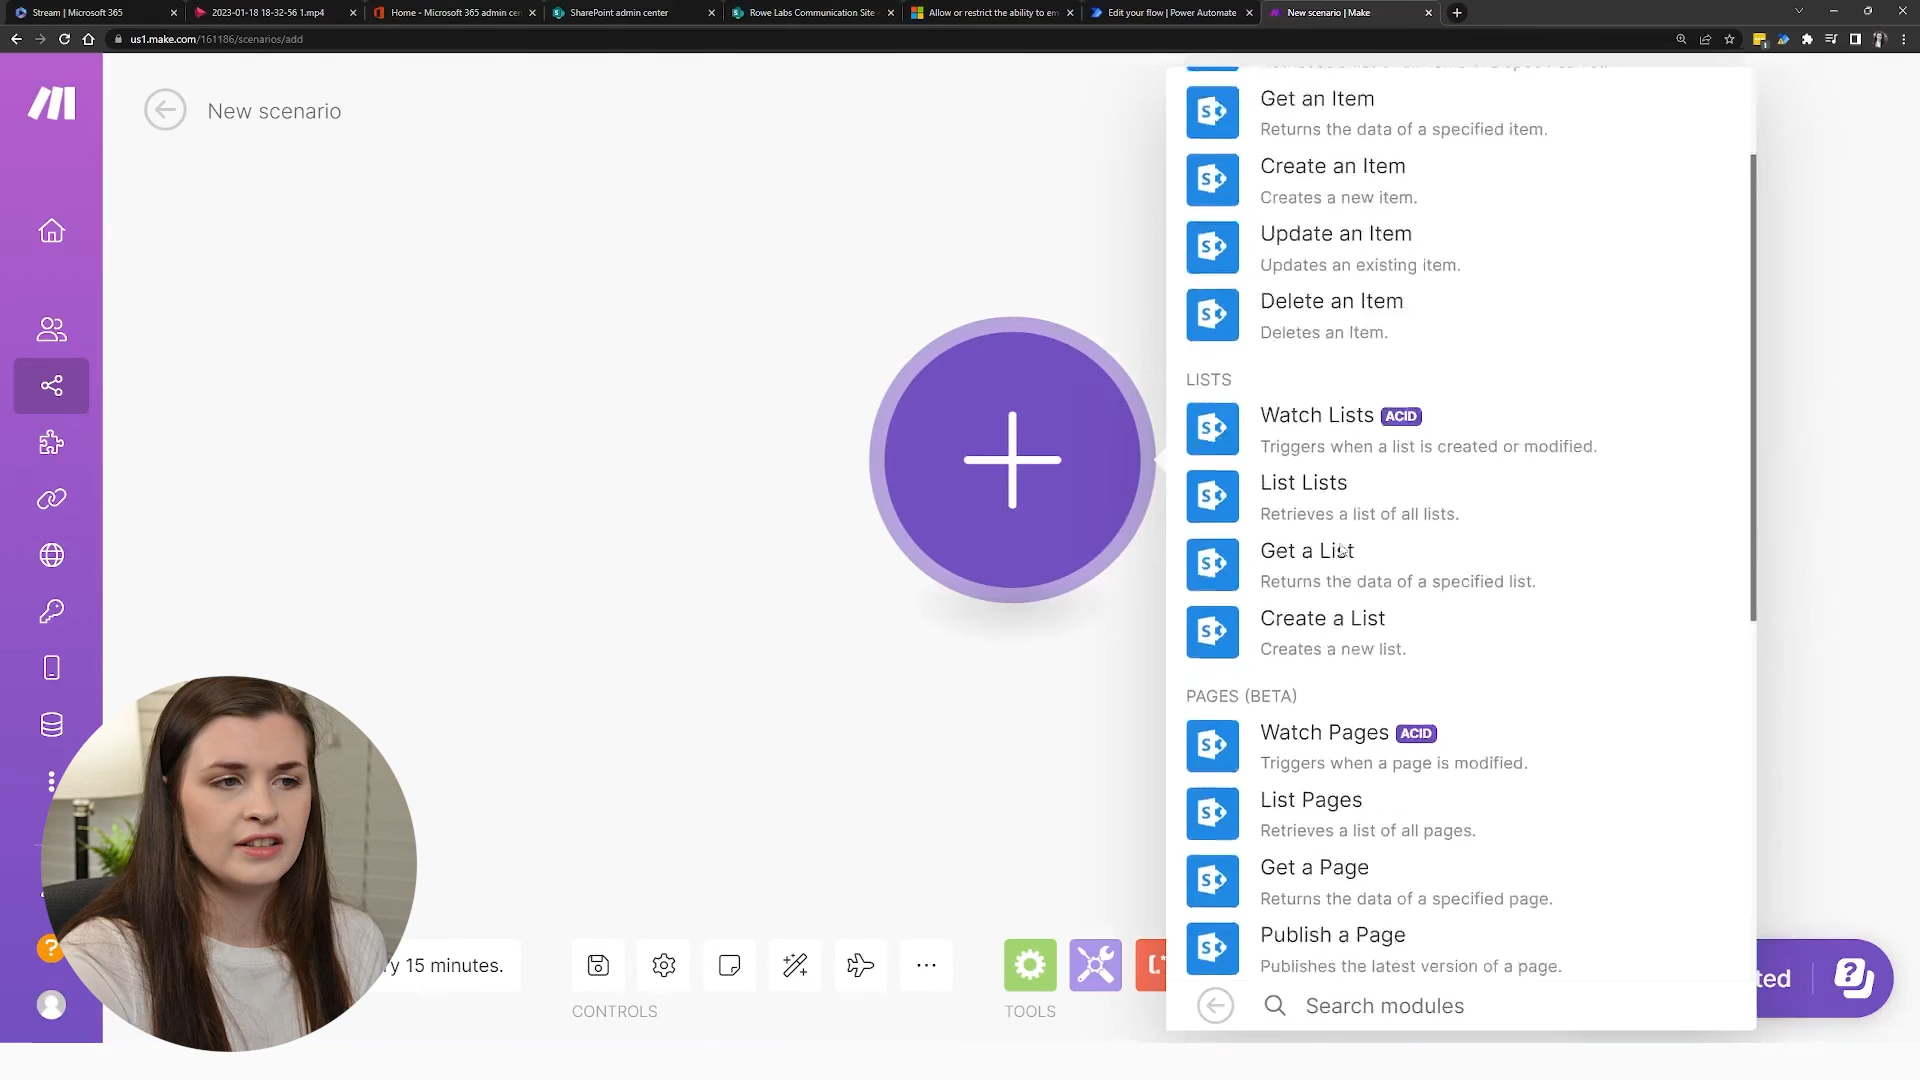 Stream | Microsoft 365
2023-01-18 18-32-56 1.mp4
Home - Microsoft 365 admin cen
SharePoint admin center
Rowe Labs Communication Site -
Allow or restrict the ability to em
Edit your flow | Power Automate
New scenario | Make
us1.make.com/161186/scenarios/add
New scenario
Get an Item
Returns the data of a specified item.
Create an Item
Creates a new item.
Update an Item
Updates an existing item.
Delete an Item
Deletes an Item.
LISTS
Watch Lists ACID
Triggers when a list is created or modified.
List Lists
Retrieves a list of all lists.
Get a List
Returns the data of a specified list.
Create a List
Creates a new list.
PAGES (BETA)
Watch Pages ACID
Triggers when a page is modified.
List Pages
Retrieves a list of all pages.
Get a Page
Returns the data of a specified page.
Publish a Page
Publishes the latest version of a page.
Search modules
ry 15 minutes.
CONTROLS
TOOLS
ted